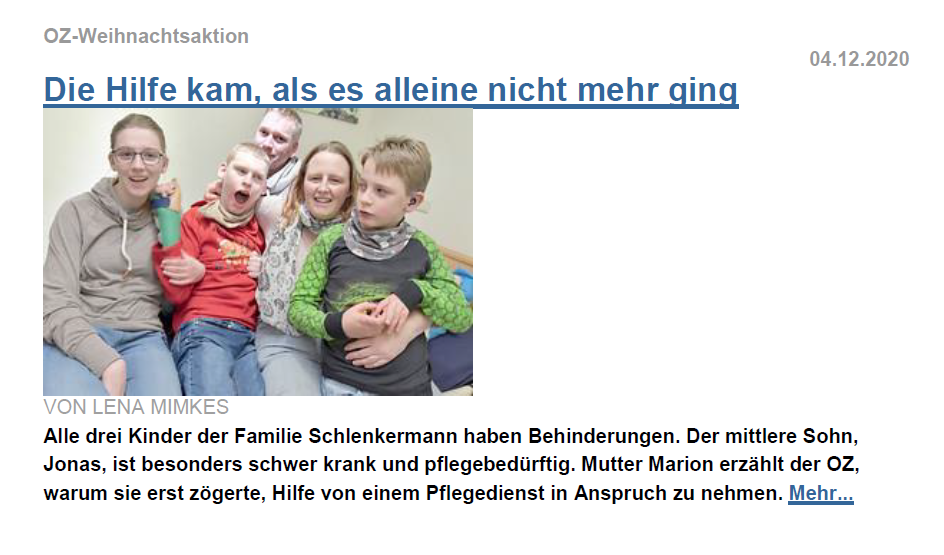 OZ-Weihnachtsaktion
04.12.2020
Die Hilfe kam, als es alleine nicht mehr ging
VON LENA MIMKES
Alle drei Kinder der Familie Schlenkermann haben Behinderungen. Der mittlere Sohn,
Jonas, ist besonders schwer krank und pflegebedürftig. Mutter Marion erzählt der OZ,
warum sie erst zögerte, Hilfe von einem Pflegedienst in Anspruch zu nehmen. Mehr...